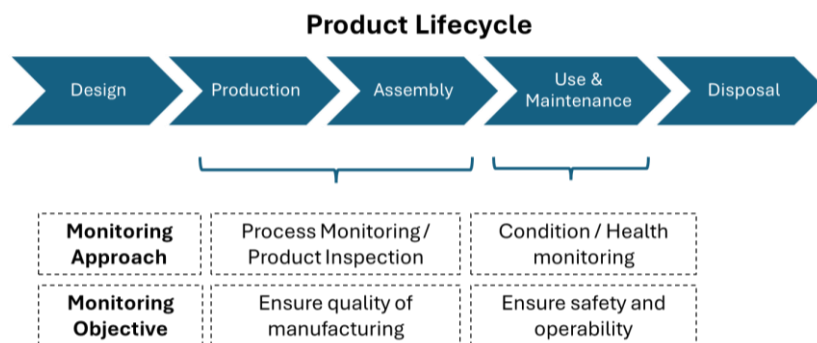 Product Lifecycle
Design
Production
Assembly
Use &
Maintenance
Disposal
Monitoring
Approach
Process Monitoring /
Product Inspection
Condition / Health
monitoring
Monitoring
Objective
Ensure quality of
manufacturing
Ensure safety and
operability